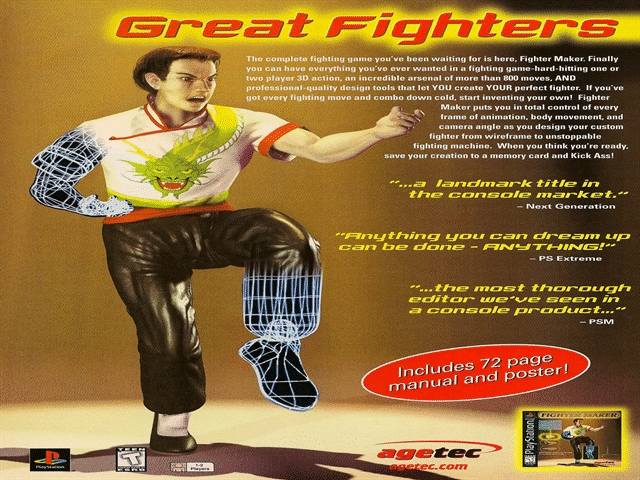 Great Fighters
The complete fighting game you've been waiting for is here, Fighter Maker. Finally
you can have everything you've ever wanted in a fighting game-hard-hitting one or
two player 3D action, an incredible arsenal of more than 800 moves, AND
professional-quality design tools that let YOU create YOUR perfect fighter. If you've
got every fighting move and combo down cold, start inventing your own! Fighter
Maker puts you in total control of every
frame of animation, body movement, and
camera angle as you design your custom
fighter from wireframe to unstoppable
fighting machine. When you think you're ready,
save your creation to a memory card and Kick Ass!
"...a landmark title in
the console market."
– Next Generation
"Anything you can dream up
can be done - ANYTHING!"
– PS Extreme
"...the most thorough
editor we've seen in
a console product..."
– PSM
Includes 72 page
manual and poster!
PlayStation
TEEN
T
1-2
Players
agetec
agetec.com
PlayStation
FIGHTER MAKER